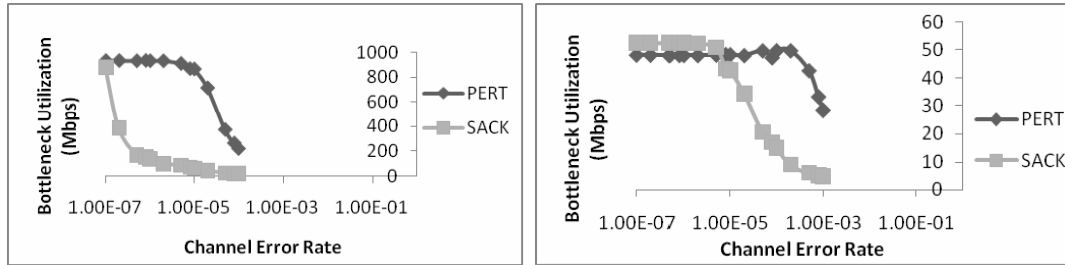 Bottleneck Utilization
(Mbps)
1000
800
600
400
200
0
PERT
SACK
1.00E-07 1.00E-05 1.00E-03 1.00E-01
Channel Error Rate
Bottleneck Utilization
(Mbps)
60
50
40
30
20
10
0
PERT
SACK
1.00E-07 1.00E-05 1.00E-03 1.00E-01
Channel Error Rate